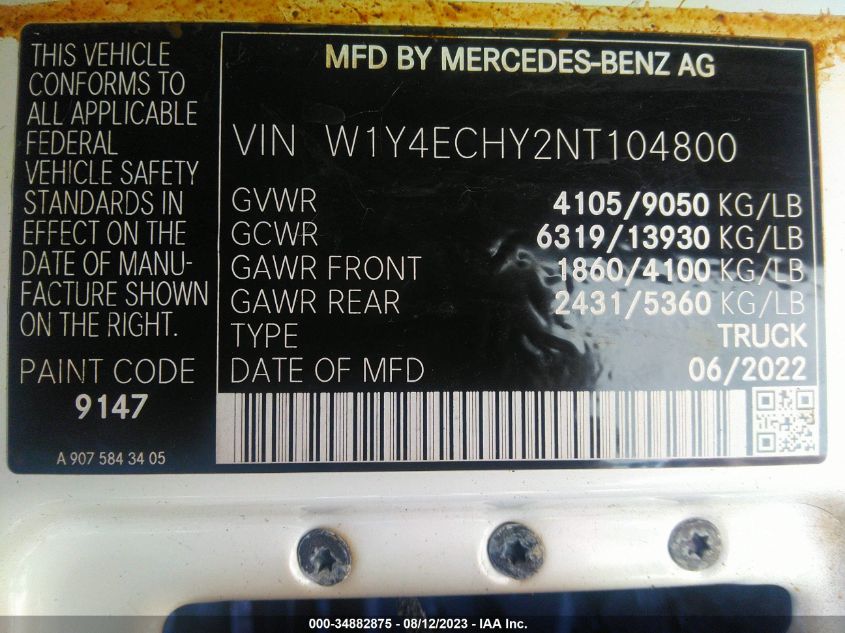 THIS VEHICLE
CONFORMS TO
ALL APPLICABLE
FEDERAL
VEHICLE SAFETY
STANDARDS IN
EFFECT ON THE
DATE OF MANU-
FACTURE SHOWN
ON THE RIGHT.
PAINT CODE
9147
A 907 584 34 05
MFD BY MERCEDES-BENZ AG
VIN W1Y4ECHY2NT104800
GVWR 4105/9050 KG/LB
GCWR 6319/13930 KG/LB
GAWR FRONT 1860/4100 KG/LB
GAWR REAR 2431/5360 KG/LB
TYPE TRUCK
DATE OF MFD 06/2022
000-34882875 - 08/12/2023 - IAA Inc.